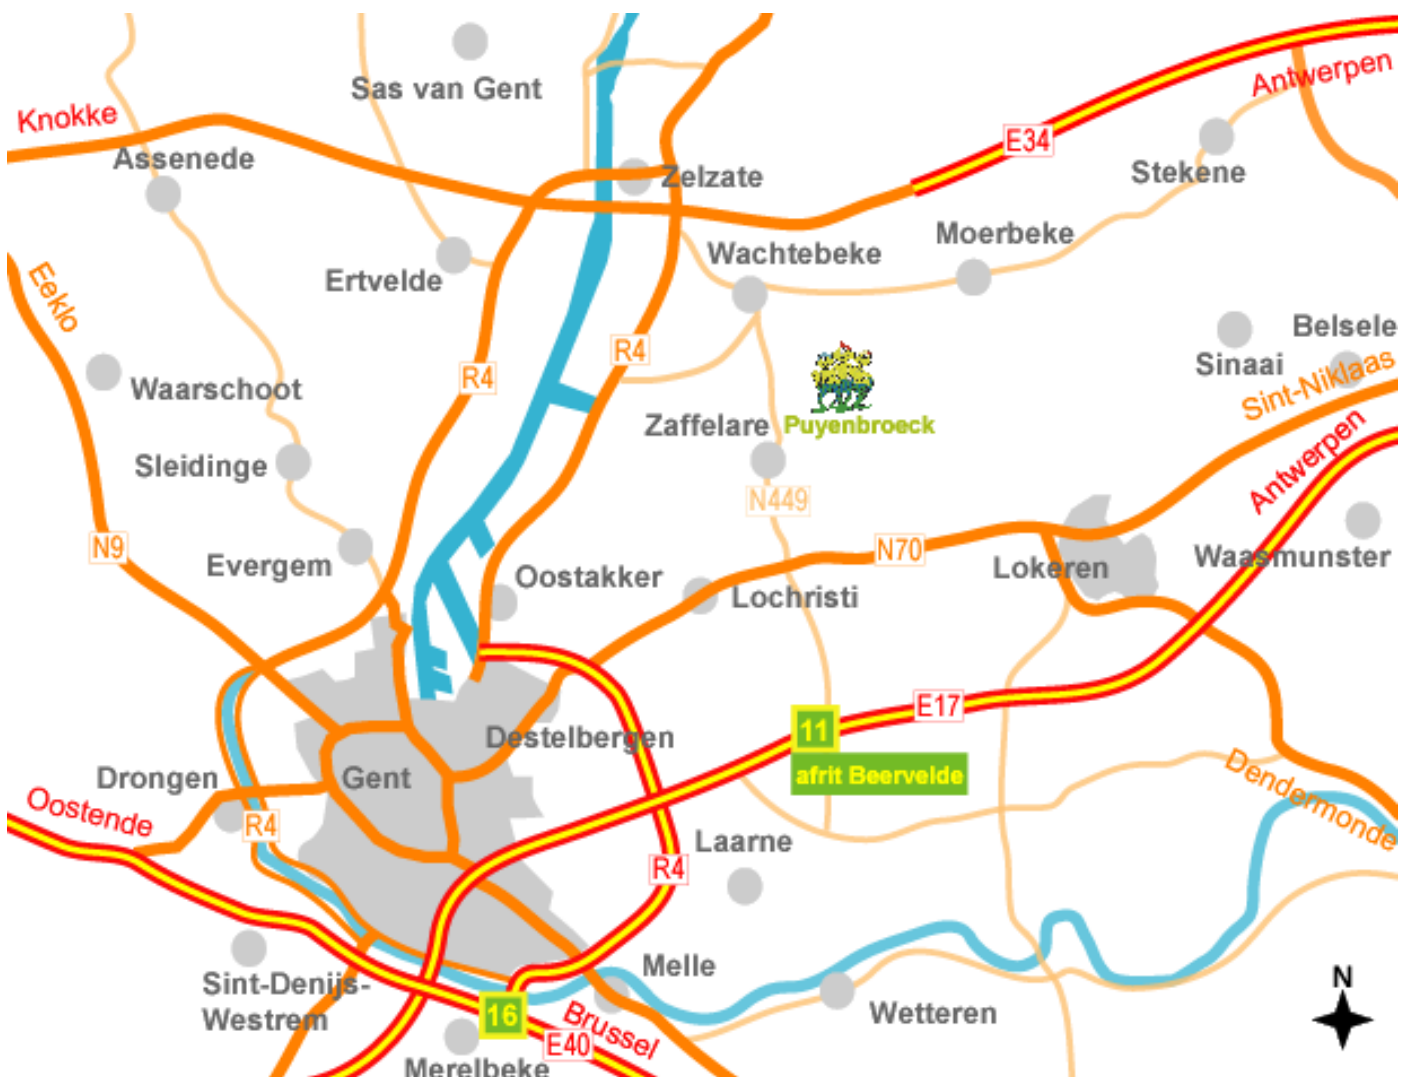 Sas van Gent
Knokke
Antwerpen
E34
Assenede
Zelzate
Stekene
Moerbeke
Wachtebeke
Ertvelde
Eeklo
Belsele
Sinaai
R4
R4
Sint-Niklaas
Waarschoot
Zaffelare
Puyenbroeck
Antwerpen
Sleidinge
N449
N9
N70
Evergem
Oostakker
Lokeren
Waasmunster
Lochristi
E17
11
Destelbergen
afrit Beervelde
Drongen
Gent
Dendermonde
Oostende
R4
Laarne
R4
Melle
N
Sint-Denijs-
Westrem
16
Wetteren
Brussel
E40
Merelbeke